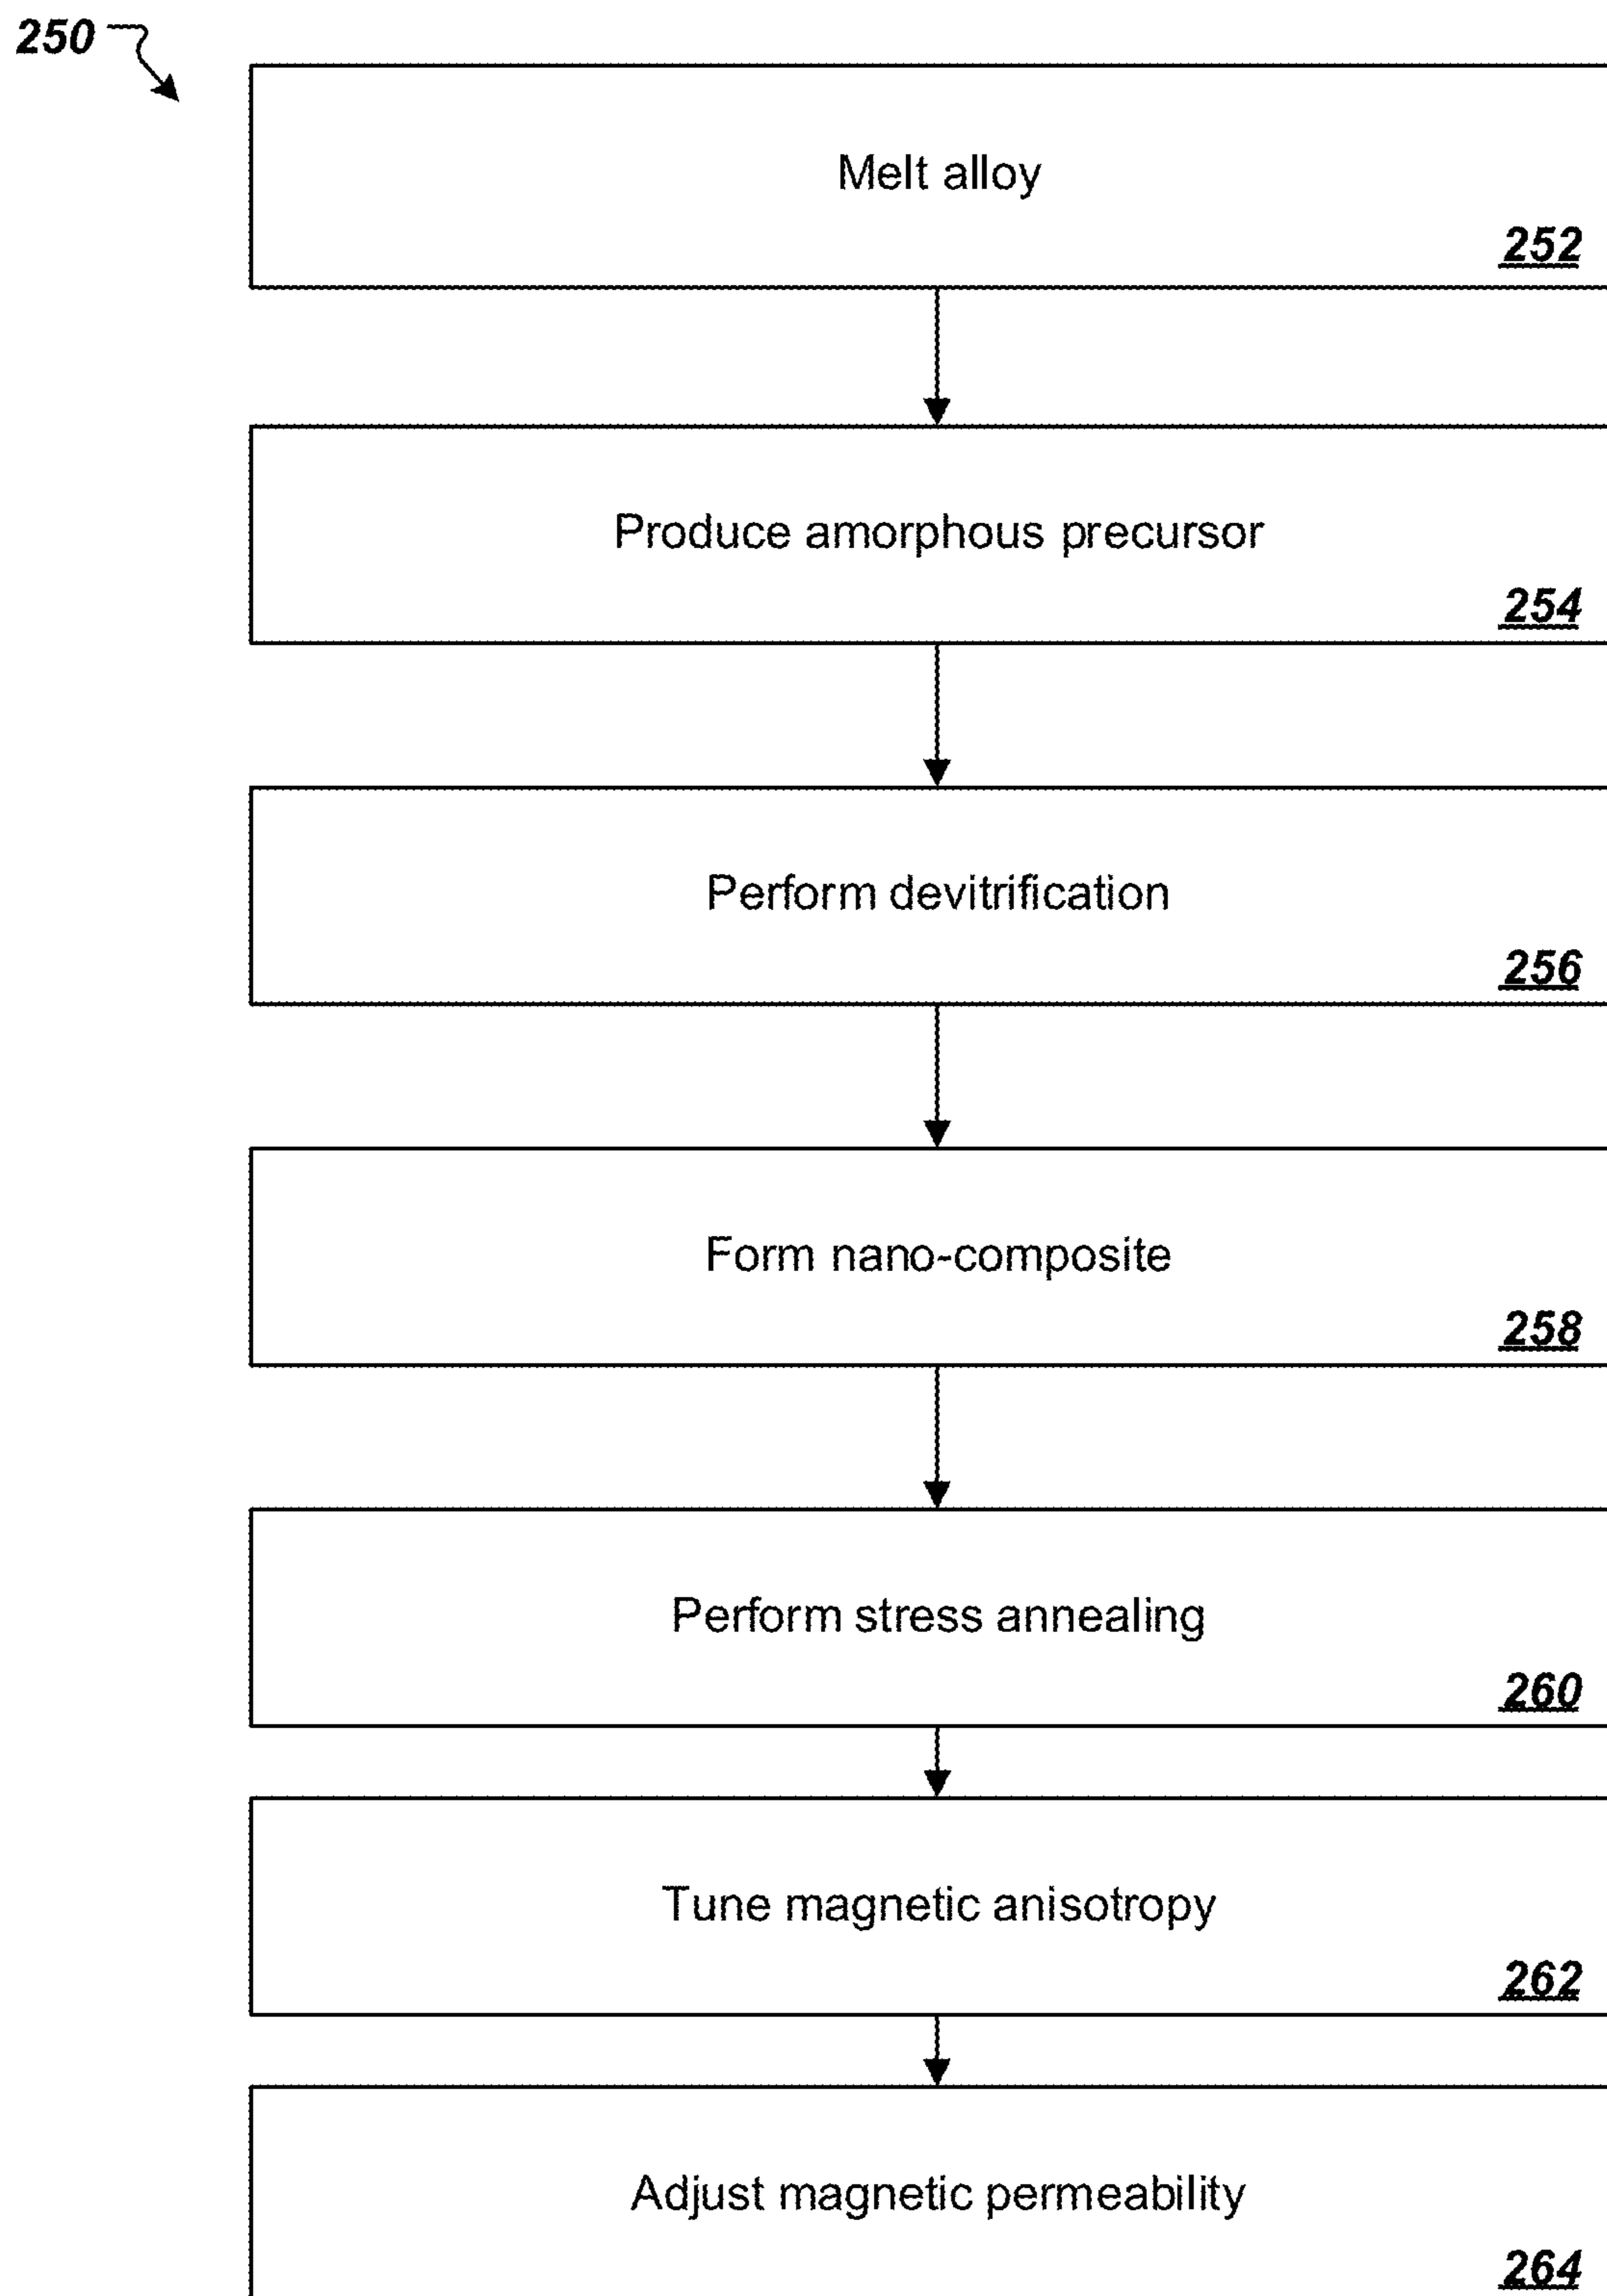 250
Melt alloy
252
Produce amorphous precursor
254
Perform devitrification
256
Form nano-composite
258
Perform stress annealing
260
Tune magnetic anisotropy
262
Adjust magnetic permeability
264